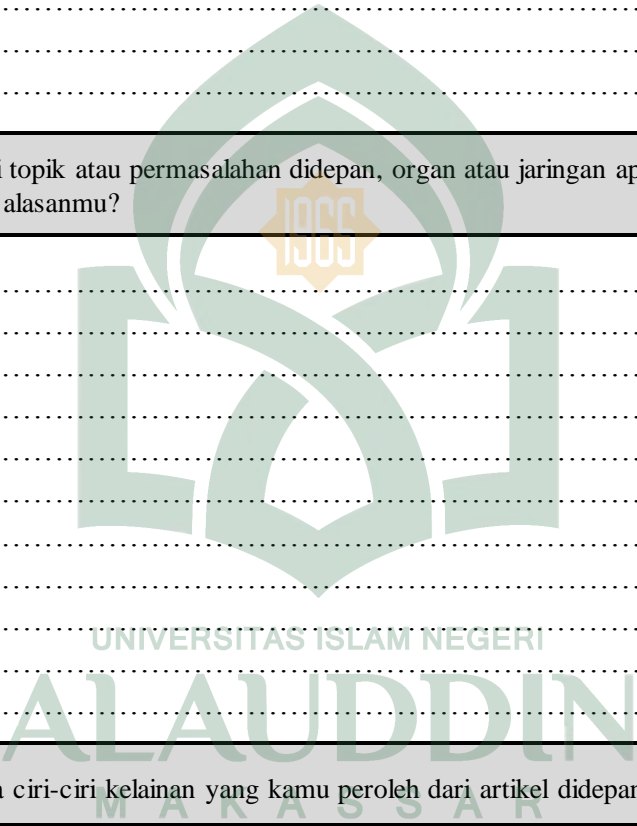 i topik atau permasalahan didepan, organ atau jaringan ap
alasanmu?
1965
UNIVERSITAS ISLAM NEGERI
ALAUDDIN
ciri-ciri kelainan yang kamu peroleh dari artikel didepan
MAKASSAR